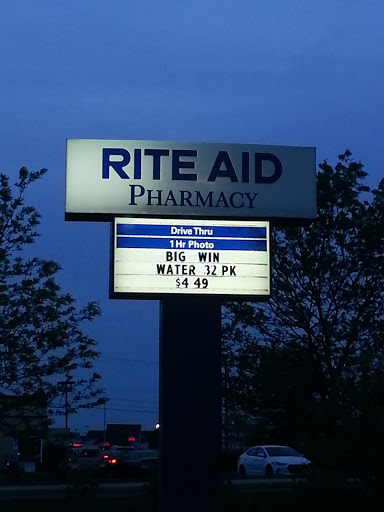 RITE AID
PHARMACY
Drive Thru
1 Hr Photo
BIG WIN
WATER 32 PK
$4 49